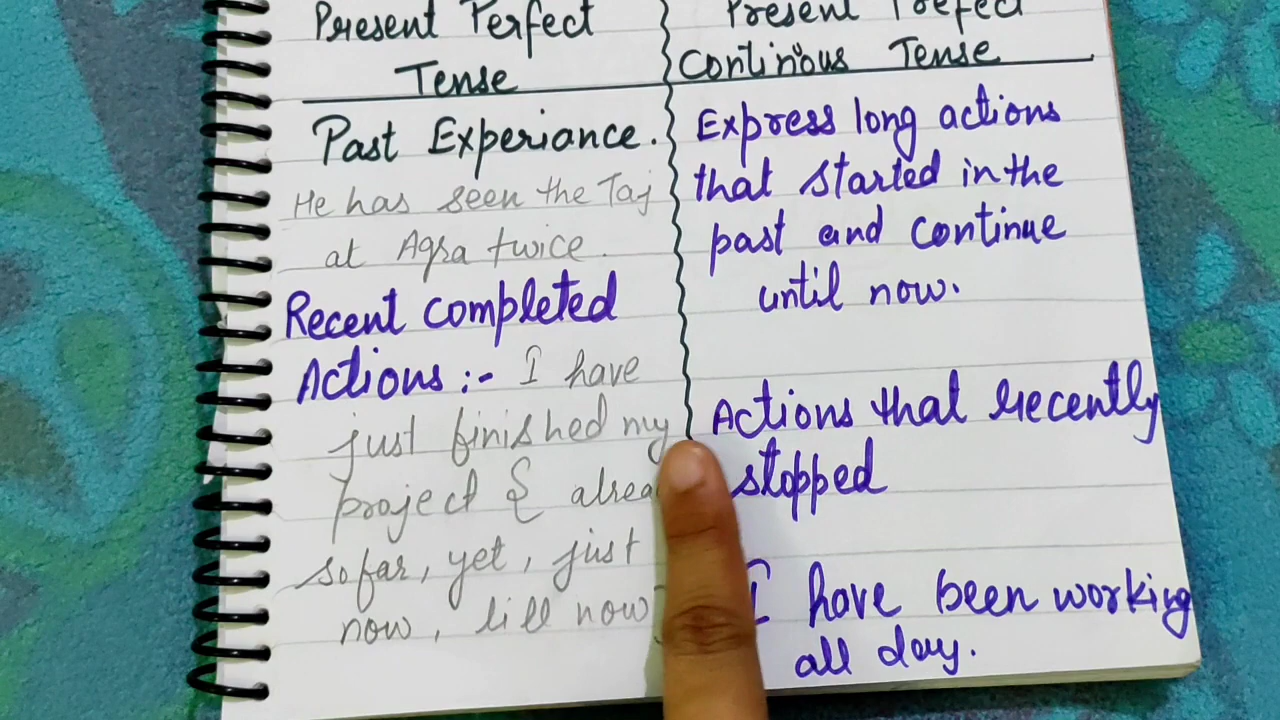 Present Perfect
Tense
Past Experiance.
He has seen the Taj
at Agra twice.
Recent completed
Actions :- I have
just finished my
project &
so far, yet, just
now, till now
Present Prefect
Continous Tense
Express long actions
that started in the
past and continue
until now.
Actions that recently
stopped
I have been working
all day.